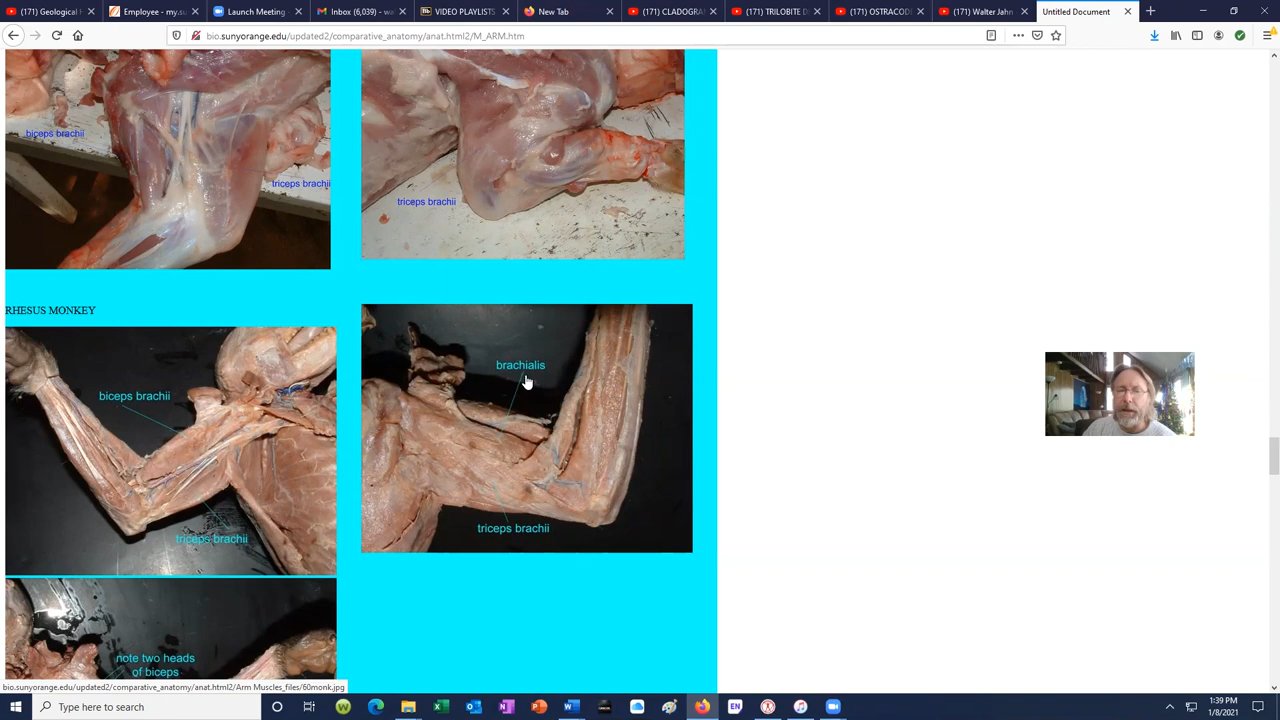 (171) Geological H
Employee - my.su
Launch Meeting -
Inbox (6,039) - wa
VIDEO PLAYLISTS
New Tab
(171) CLADOGRA
(171) TRILOBITE D
(171) OSTRACOD
(171) Walter Jahn
Untitled Document
bio.sunyorange.edu/updated2/comparative_anatomy/anat.html2/M_ARM.htm
biceps brachii
triceps brachii
triceps brachii
RHESUS MONKEY
brachialis
biceps brachii
triceps brachii
triceps brachii
note two heads
of biceps
bio.sunyorange.edu/updated2/comparative_anatomy/anat.html2/Arm Muscles_files/60monk.jpg
Type here to search
EN
1:39 PM
1/8/2021